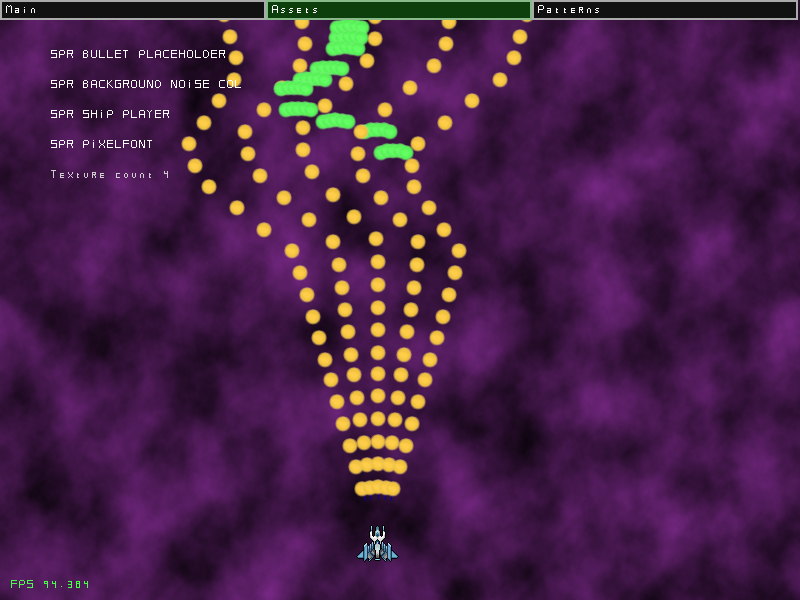 Main
Assets
Patterns
SPR BULLET PLACEHOLDER
SPR BACKGROUND NOiSE COL
SPR SHiP PLAYER
SPR PiXELFONT
Texture count 4
FPS 94.384